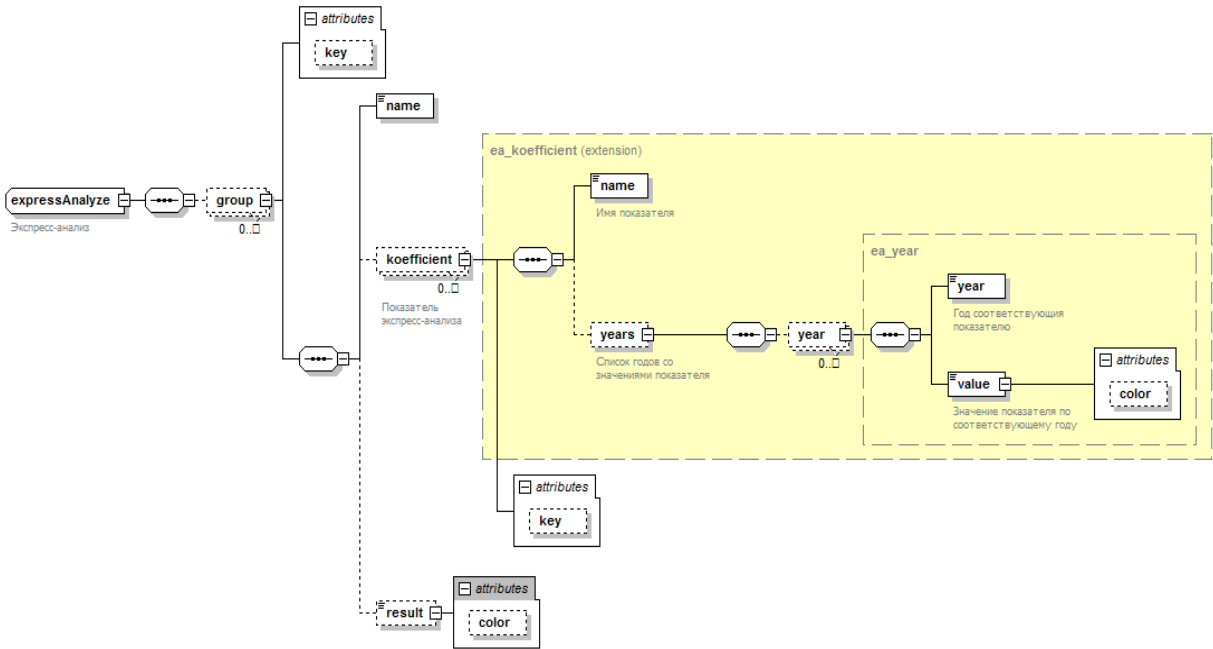 attributes
key
name
ea_koefficient (extension)
name
Имя показателя
expressAnalyze
Экспресс-анализ
group
0..□
koefficient
0..□
Показатель
экспресс-анализа
ea_year
year
Год соответствующия
показателю
years
Список годов со
значениями показателя
year
0..□
value
Значение показателя по
соответствующему году
attributes
color
attributes
key
result
attributes
color